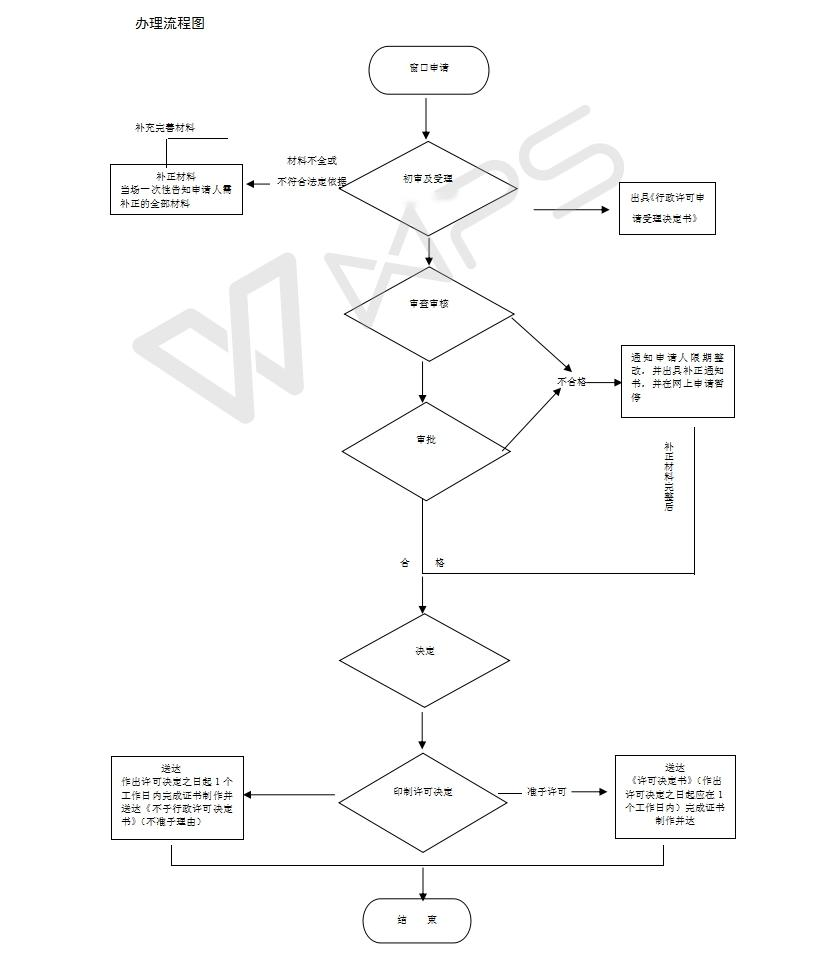 办理流程图
窗口申请
补充完善材料
材料不全或
不符合法定依据
初审及受理
补正材料
当场一次性告知申请人需
补正的全部材料
出具《行政许可申
请受理决定书》
WPS
审查审核
不合格
通知申请人限期整
改，并出具补正通知
书，并在网上申请暂
停
审批
补正材料完整后
合 格
决定
送达
作出许可决定之日起1个
工作日内完成证书制作并
送达《不予行政许可决定
书》（不准予理由）
印制许可决定
准予许可
送达
《许可决定书》（作出
许可决定之日起应在1
个工作日内）完成证书
制作并达
结 束